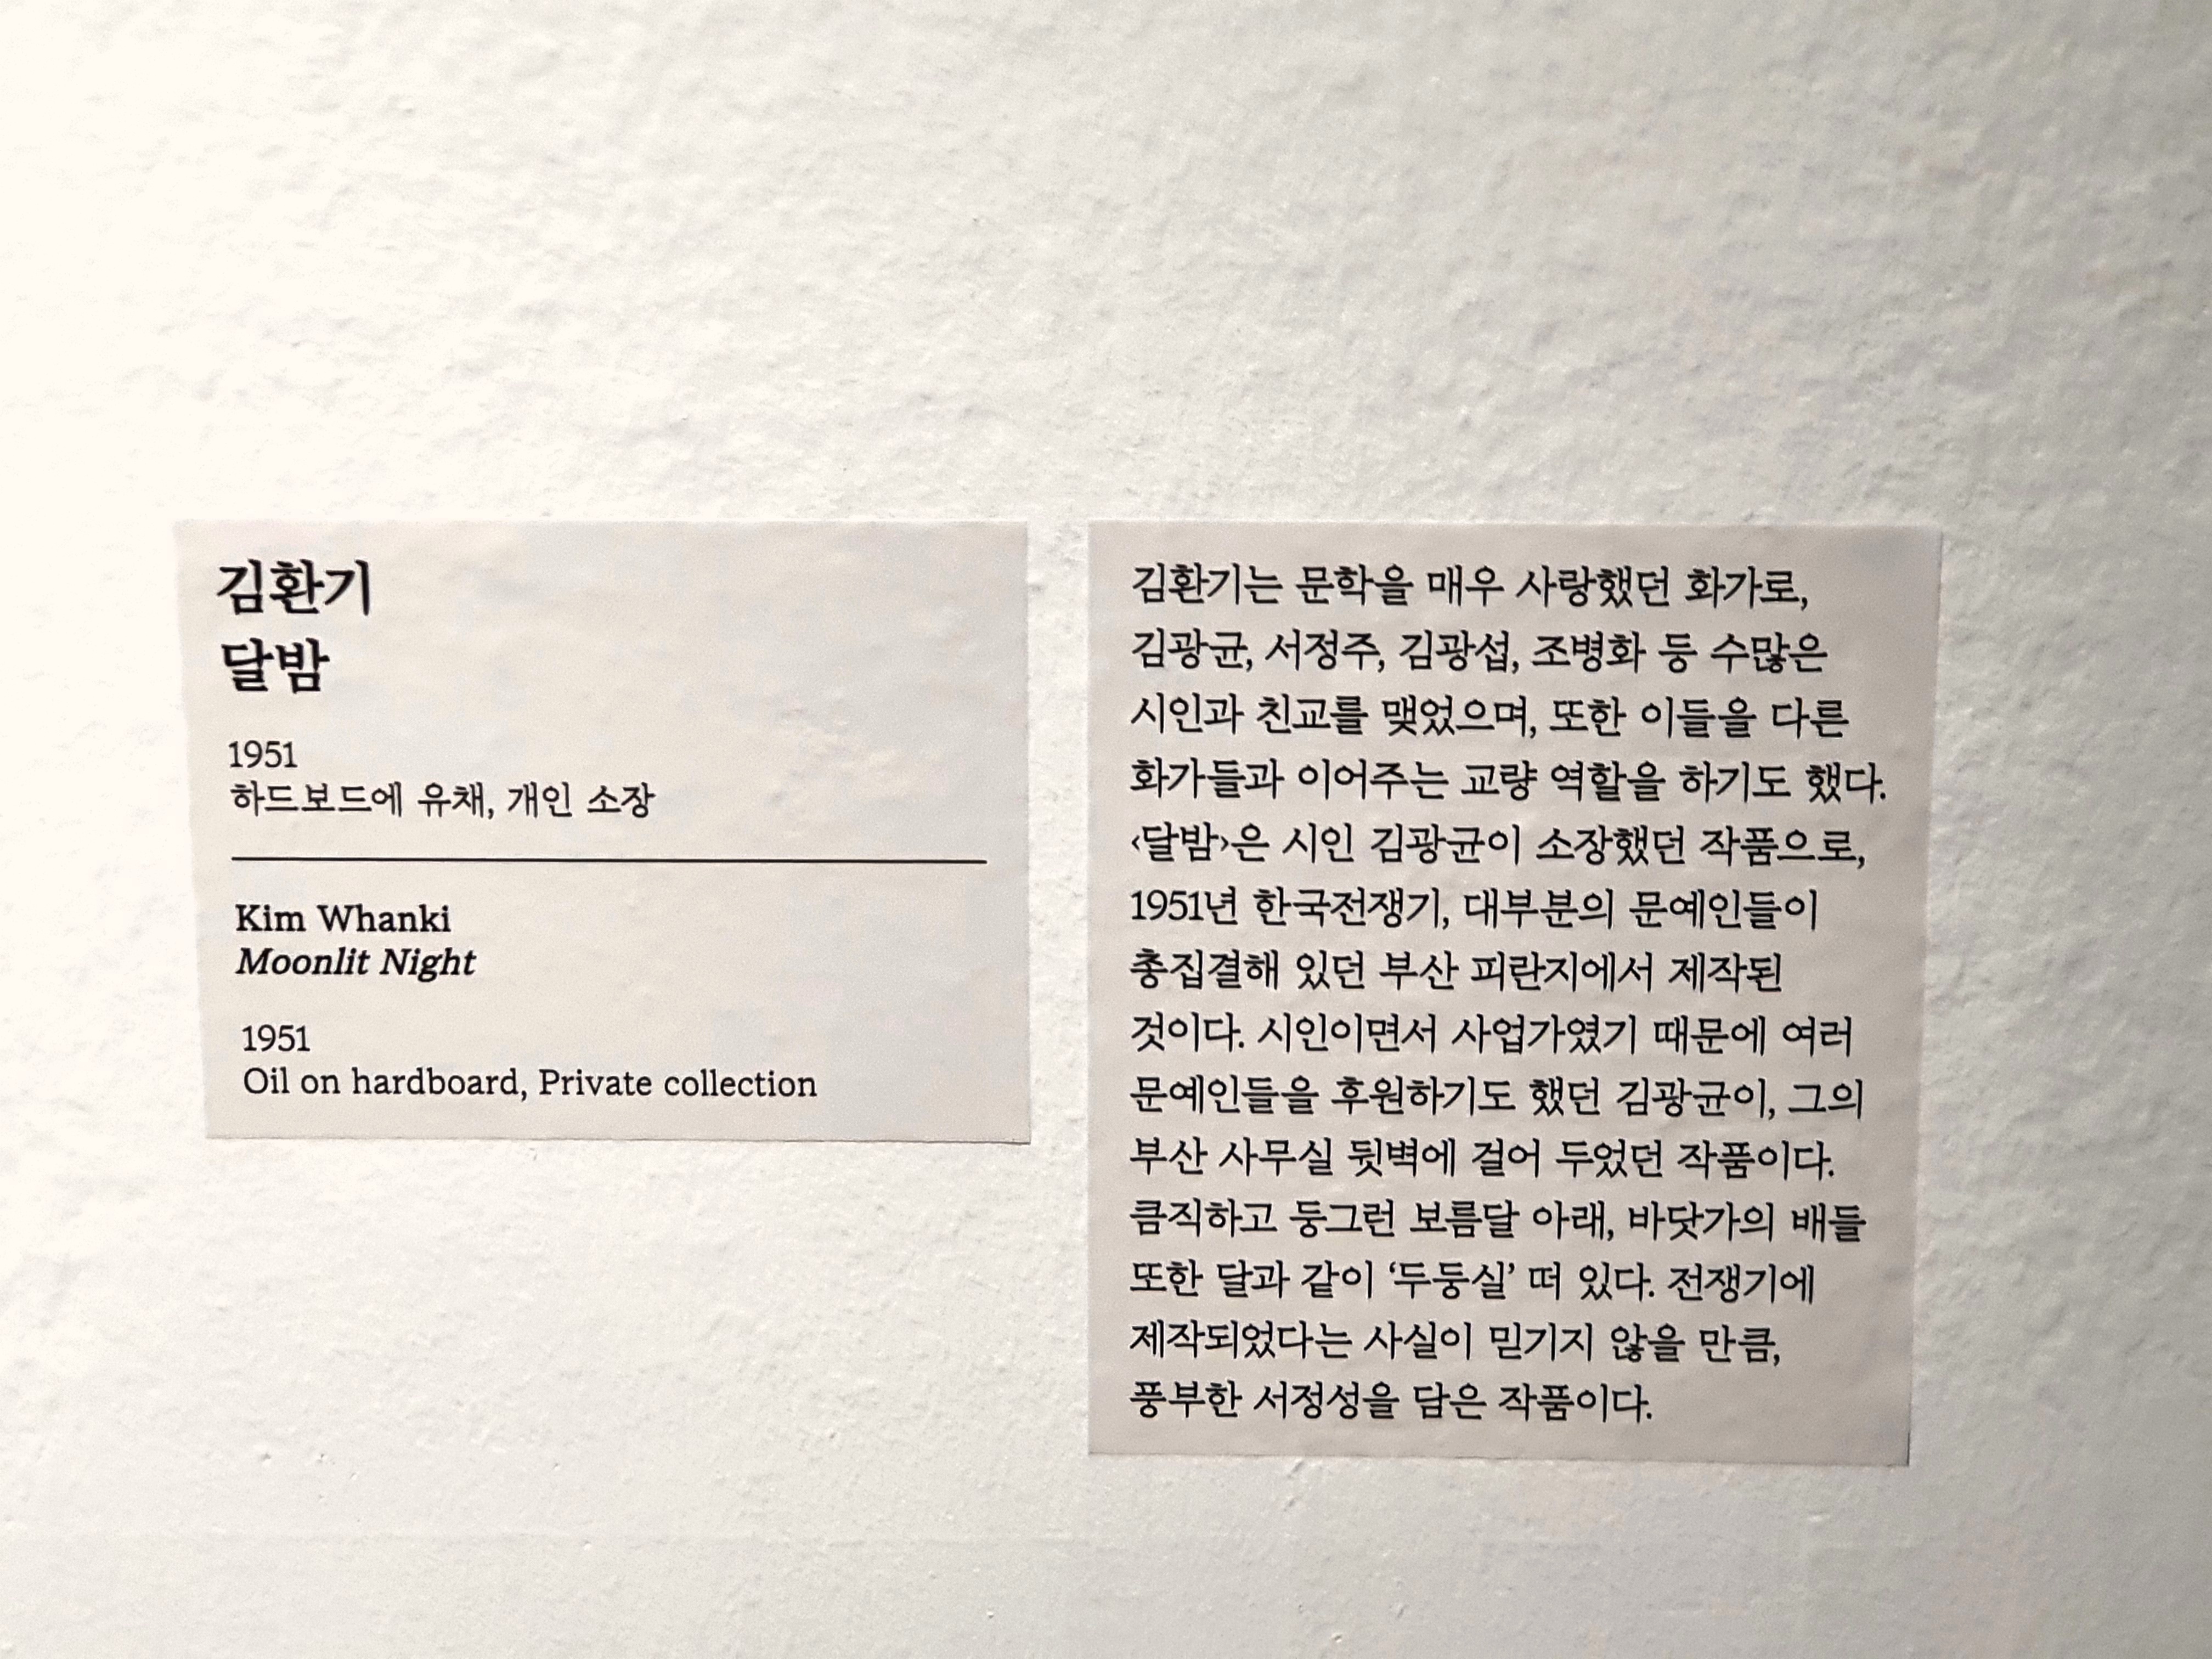 김환기
달밤
1951
하드보드에 유채, 개인 소장
Kim Whanki
Moonlit Night
1951
Oil on hardboard, Private collection
김환기는 문학을 매우 사랑했던 화가로,
김광균, 서정주, 김광섭, 조병화 등 수많은
시인과 친교를 맺었으며, 또한 이들을 다른
화가들과 이어주는 교량 역할을 하기도 했다.
‹달밤›은 시인 김광균이 소장했던 작품으로,
1951년 한국전쟁기, 대부분의 문예인들이
총집결해 있던 부산 피란지에서 제작된
것이다. 시인이면서 사업가였기 때문에 여러
문예인들을 후원하기도 했던 김광균이, 그의
부산 사무실 뒷벽에 걸어 두었던 작품이다.
큼직하고 둥그런 보름달 아래, 바닷가의 배들
또한 달과 같이 ‘두둥실’ 떠 있다. 전쟁기에
제작되었다는 사실이 믿기지 않을 만큼,
풍부한 서정성을 담은 작품이다.